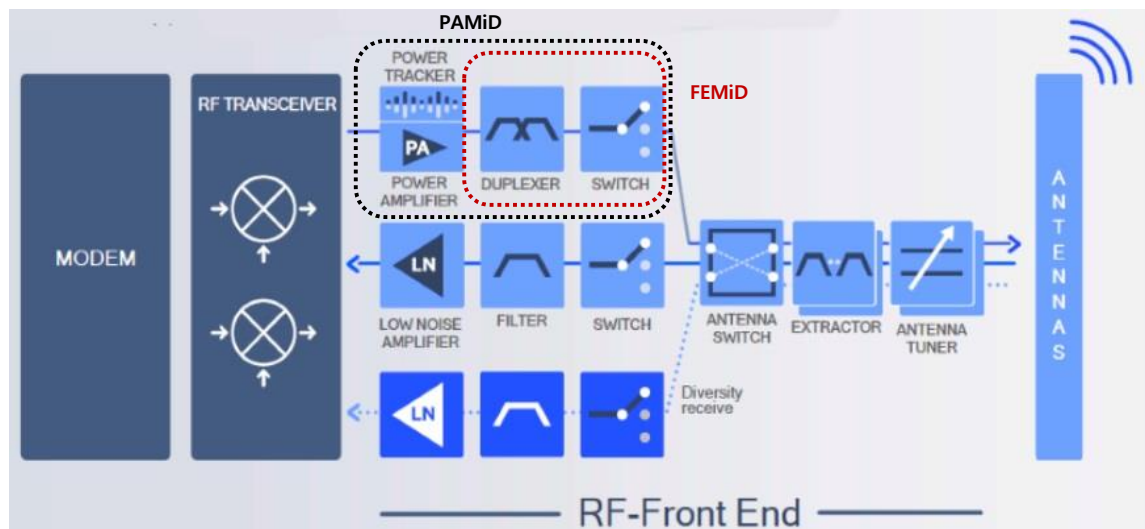 PAMiD
POWER
TRACKER
FEMiD
RF TRANSCEIVER
PA
POWER
AMPLIFIER
DUPLEXER
SWITCH
MODEM
LN
LOW NOISE
AMPLIFIER
FILTER
SWITCH
ANTENNA
SWITCH
EXTRACTOR
ANTENNA
TUNER
ANTENNAS
LN
Diversity
receive
RF-Front End